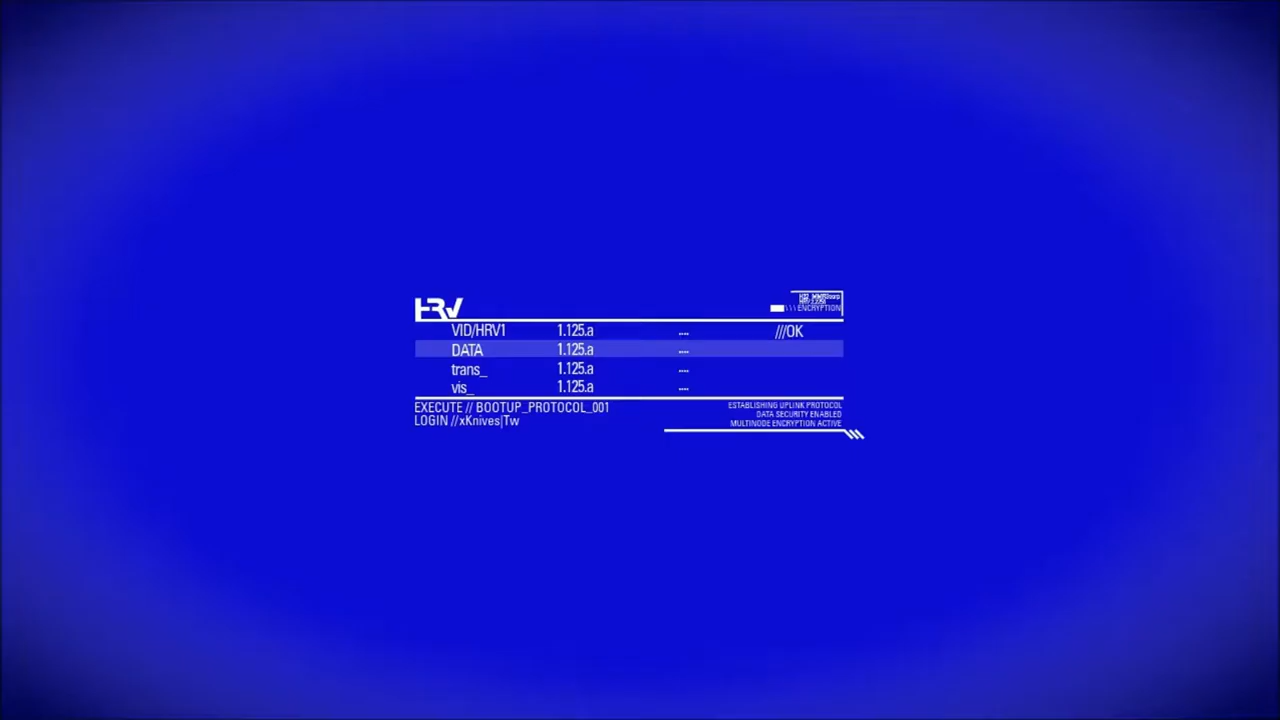 HRV
\\\ENCRYPTION
VID/HRV1 1.125.a .... ///OK
DATA 1.125.a ....
trans_ 1.125.a ....
vis_ 1.125.a ....
EXECUTE // BOOTUP_PROTOCOL_001
LOGIN //xKnives|Tw
ESTABLISHING UPLINK PROTOCOL
DATA SECURITY ENABLED
MULTINODE ENCRYPTION ACTIVE